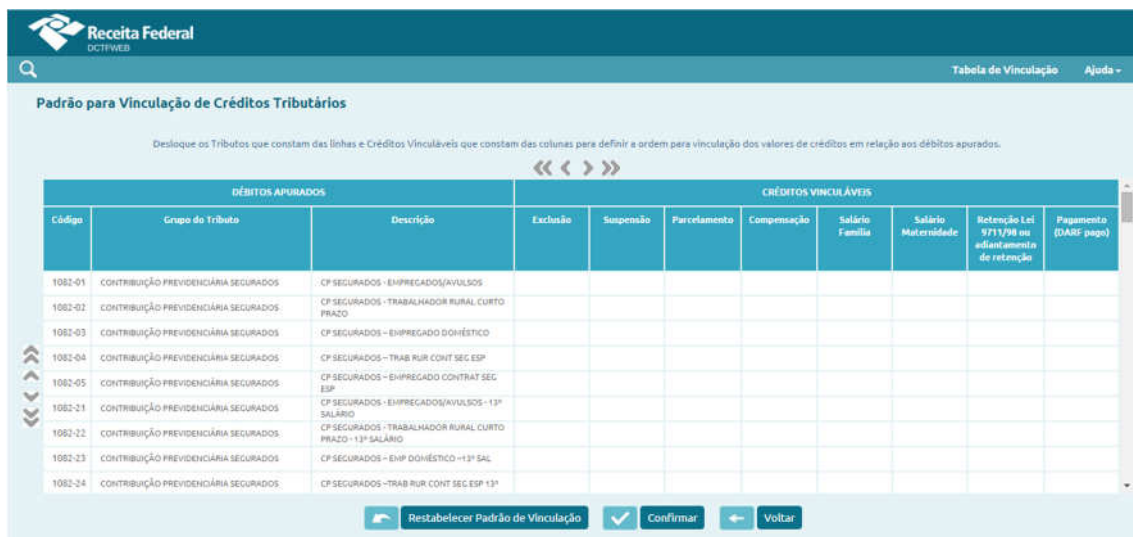 Receita Federal
DCTFWEB
Tabela de Vinculação Ajuda
Padrão para Vinculação de Créditos Tributários
Desloque os Tributos que constam das linhas e Créditos Vinculáveis que constam das colunas para definir a ordem para vinculação dos valores de créditos em relação aos débitos apurados.
DÉBITOS APURADOS CRÉDITOS VINCULÁVEIS
Código Grupo do Tributo Descrição Exclusão Suspensão Parcelamento Compensação Salário Família Salário Maternidade Retenção Lei 9711/98 ou adiantamento de retenção Pagamento (DARF pago)
1082-01 CONTRIBUIÇÃO PREVIDENCIÁRIA SEGURADOS CP SEGURADOS - EMPREGADOS/AVULSOS
1082-02 CONTRIBUIÇÃO PREVIDENCIÁRIA SEGURADOS CP SEGURADOS - TRABALHADOR RURAL CURTO PRAZO
1082-03 CONTRIBUIÇÃO PREVIDENCIÁRIA SEGURADOS CP SEGURADOS – EMPREGADO DOMÉSTICO
1082-04 CONTRIBUIÇÃO PREVIDENCIÁRIA SEGURADOS CP SEGURADOS – TRAB RUR CONT SEG ESP
1082-05 CONTRIBUIÇÃO PREVIDENCIÁRIA SEGURADOS CP SEGURADOS – EMPREGADO CONTRAT SEG ESP
1082-21 CONTRIBUIÇÃO PREVIDENCIÁRIA SEGURADOS CP SEGURADOS - EMPREGADOS/AVULSOS - 13º SALÁRIO
1082-22 CONTRIBUIÇÃO PREVIDENCIÁRIA SEGURADOS CP SEGURADOS - TRABALHADOR RURAL CURTO PRAZO - 13º SALÁRIO
1082-23 CONTRIBUIÇÃO PREVIDENCIÁRIA SEGURADOS CP SEGURADOS – EMP DOMÉSTICO –13º SAL
1082-24 CONTRIBUIÇÃO PREVIDENCIÁRIA SEGURADOS CP SEGURADOS –TRAB RUR CONT SEG ESP 13º
Restabelecer Padrão de Vinculação Confirmar Voltar